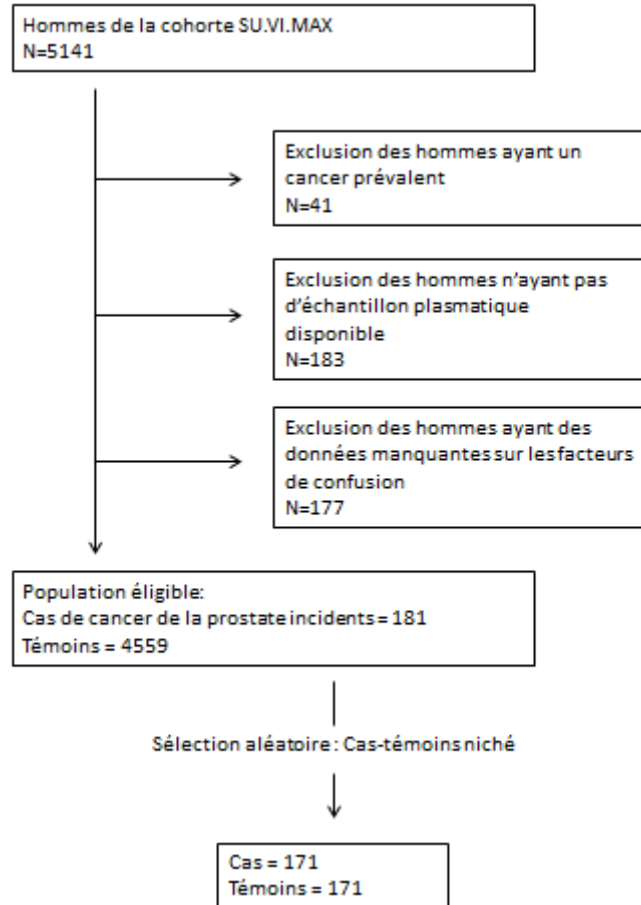 Hommes de la cohorte SU.VI.MAX
N=5141
Exclusion des hommes ayant un
cancer prévalent
N=41
Exclusion des hommes n'ayant pas
d'échantillon plasmatique
disponible
N=183
Exclusion des hommes ayant des
données manquantes sur les facteurs
de confusion
N=177
Population éligible:
Cas de cancer de la prostate incidents = 181
Témoins = 4559
Sélection aléatoire : Cas-témoins niché
Cas = 171
Témoins = 171